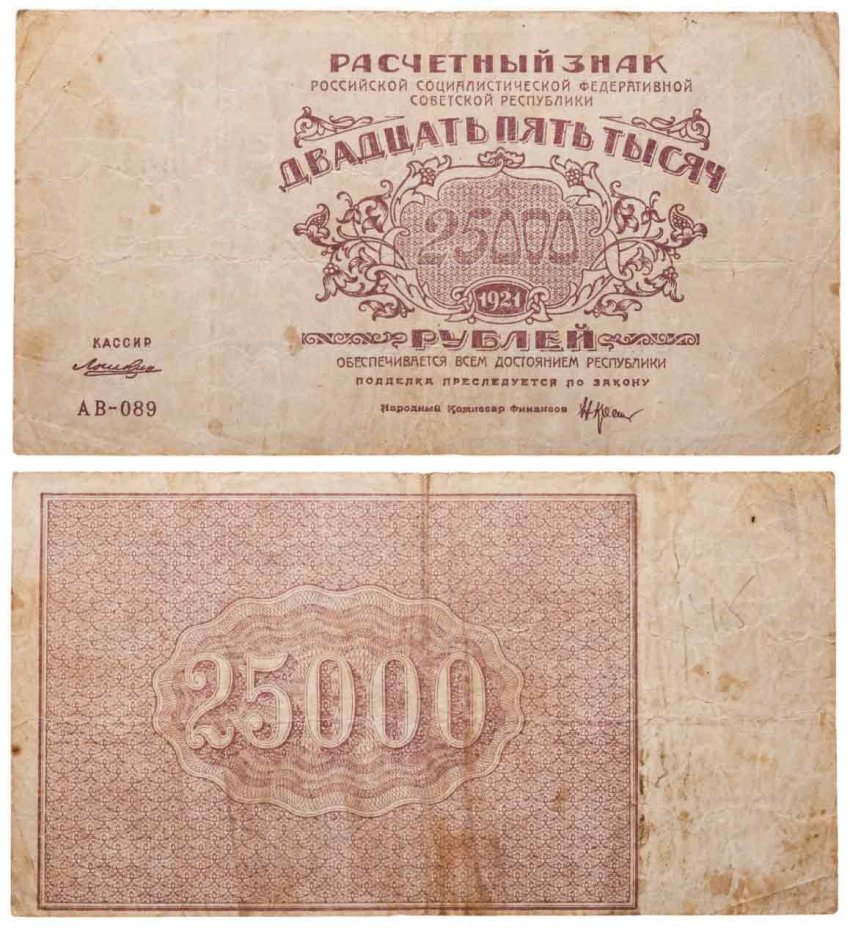 РАСЧЕТНЫЙ ЗНАК
РОССИЙСКОЙ СОЦИАЛИСТИЧЕСКОЙ ФЕДЕРАТИВНОЙ
СОВЕТСКОЙ РЕСПУБЛИКИ
ДВАДЦАТЬ ПЯТЬ ТЫСЯЧ
25000
1921
РУБЛЕЙ
ОБЕСПЕЧИВАЕТСЯ ВСЕМ ДОСТОЯНИЕМ РЕСПУБЛИКИ
ПОДДЕЛКА ПРЕСЛЕДУЕТСЯ ПО ЗАКОНУ
Народный Комиссар Финансов
КАССИР
АВ-089
25000